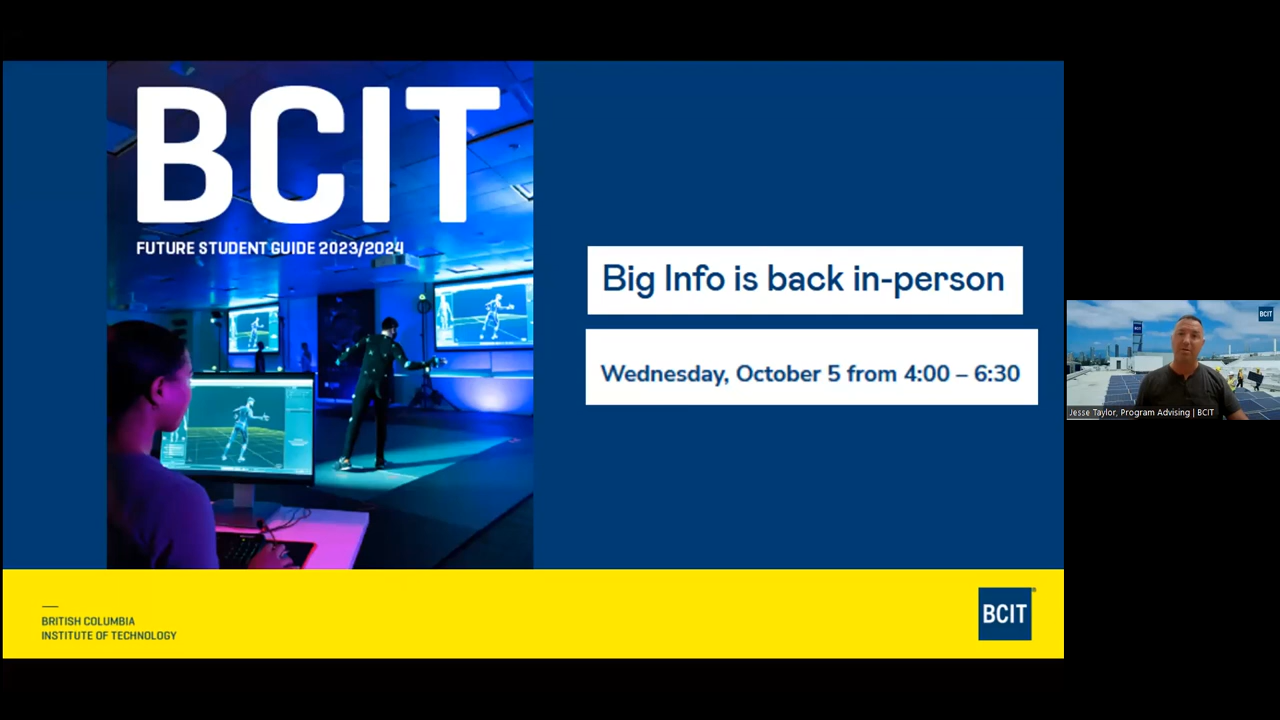 BCIT
FUTURE STUDENT GUIDE 2023/2024
Big Info is back in-person
Wednesday, October 5 from 4:00 – 6:30
BRITISH COLUMBIA
INSTITUTE OF TECHNOLOGY
BCIT
BCIT
Jesse Taylor, Program Advising | BCIT